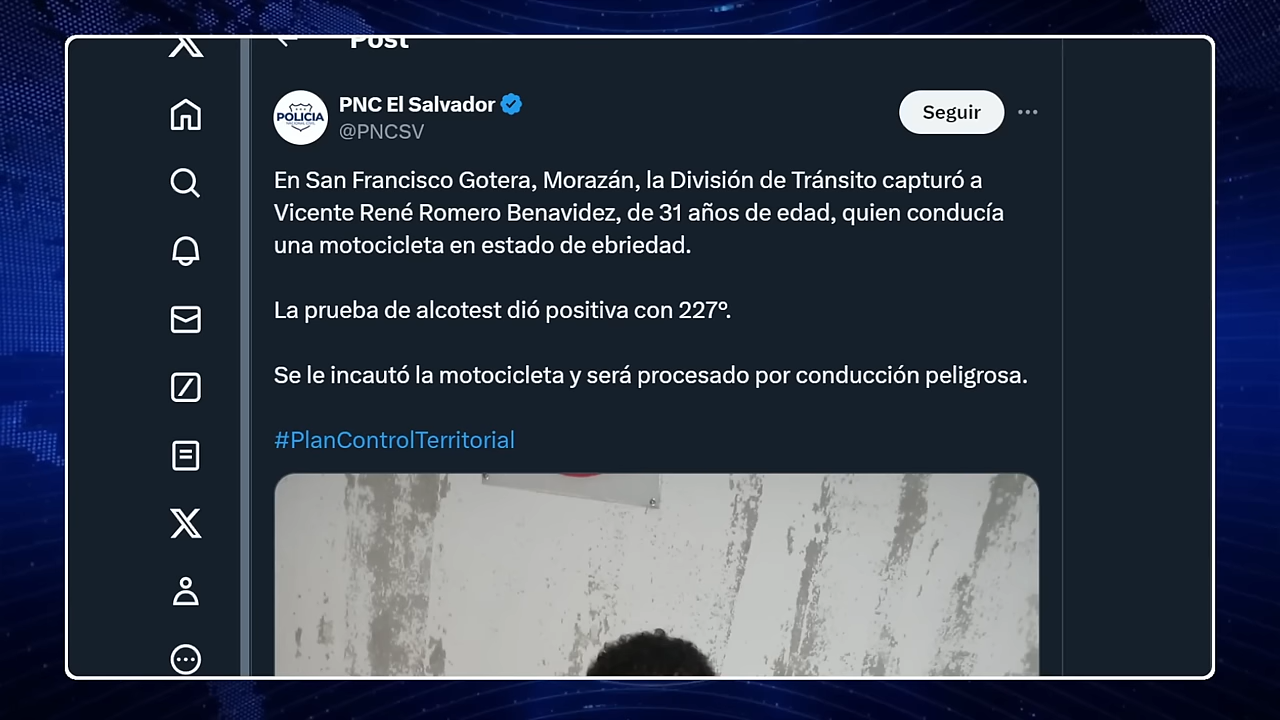 Post
POLICIA
PNC El Salvador
@PNCSV
Seguir
En San Francisco Gotera, Morazán, la División de Tránsito capturó a
Vicente René Romero Benavidez, de 31 años de edad, quien conducía
una motocicleta en estado de ebriedad.
La prueba de alcotest dió positiva con 227°.
Se le incautó la motocicleta y será procesado por conducción peligrosa.
#PlanControlTerritorial